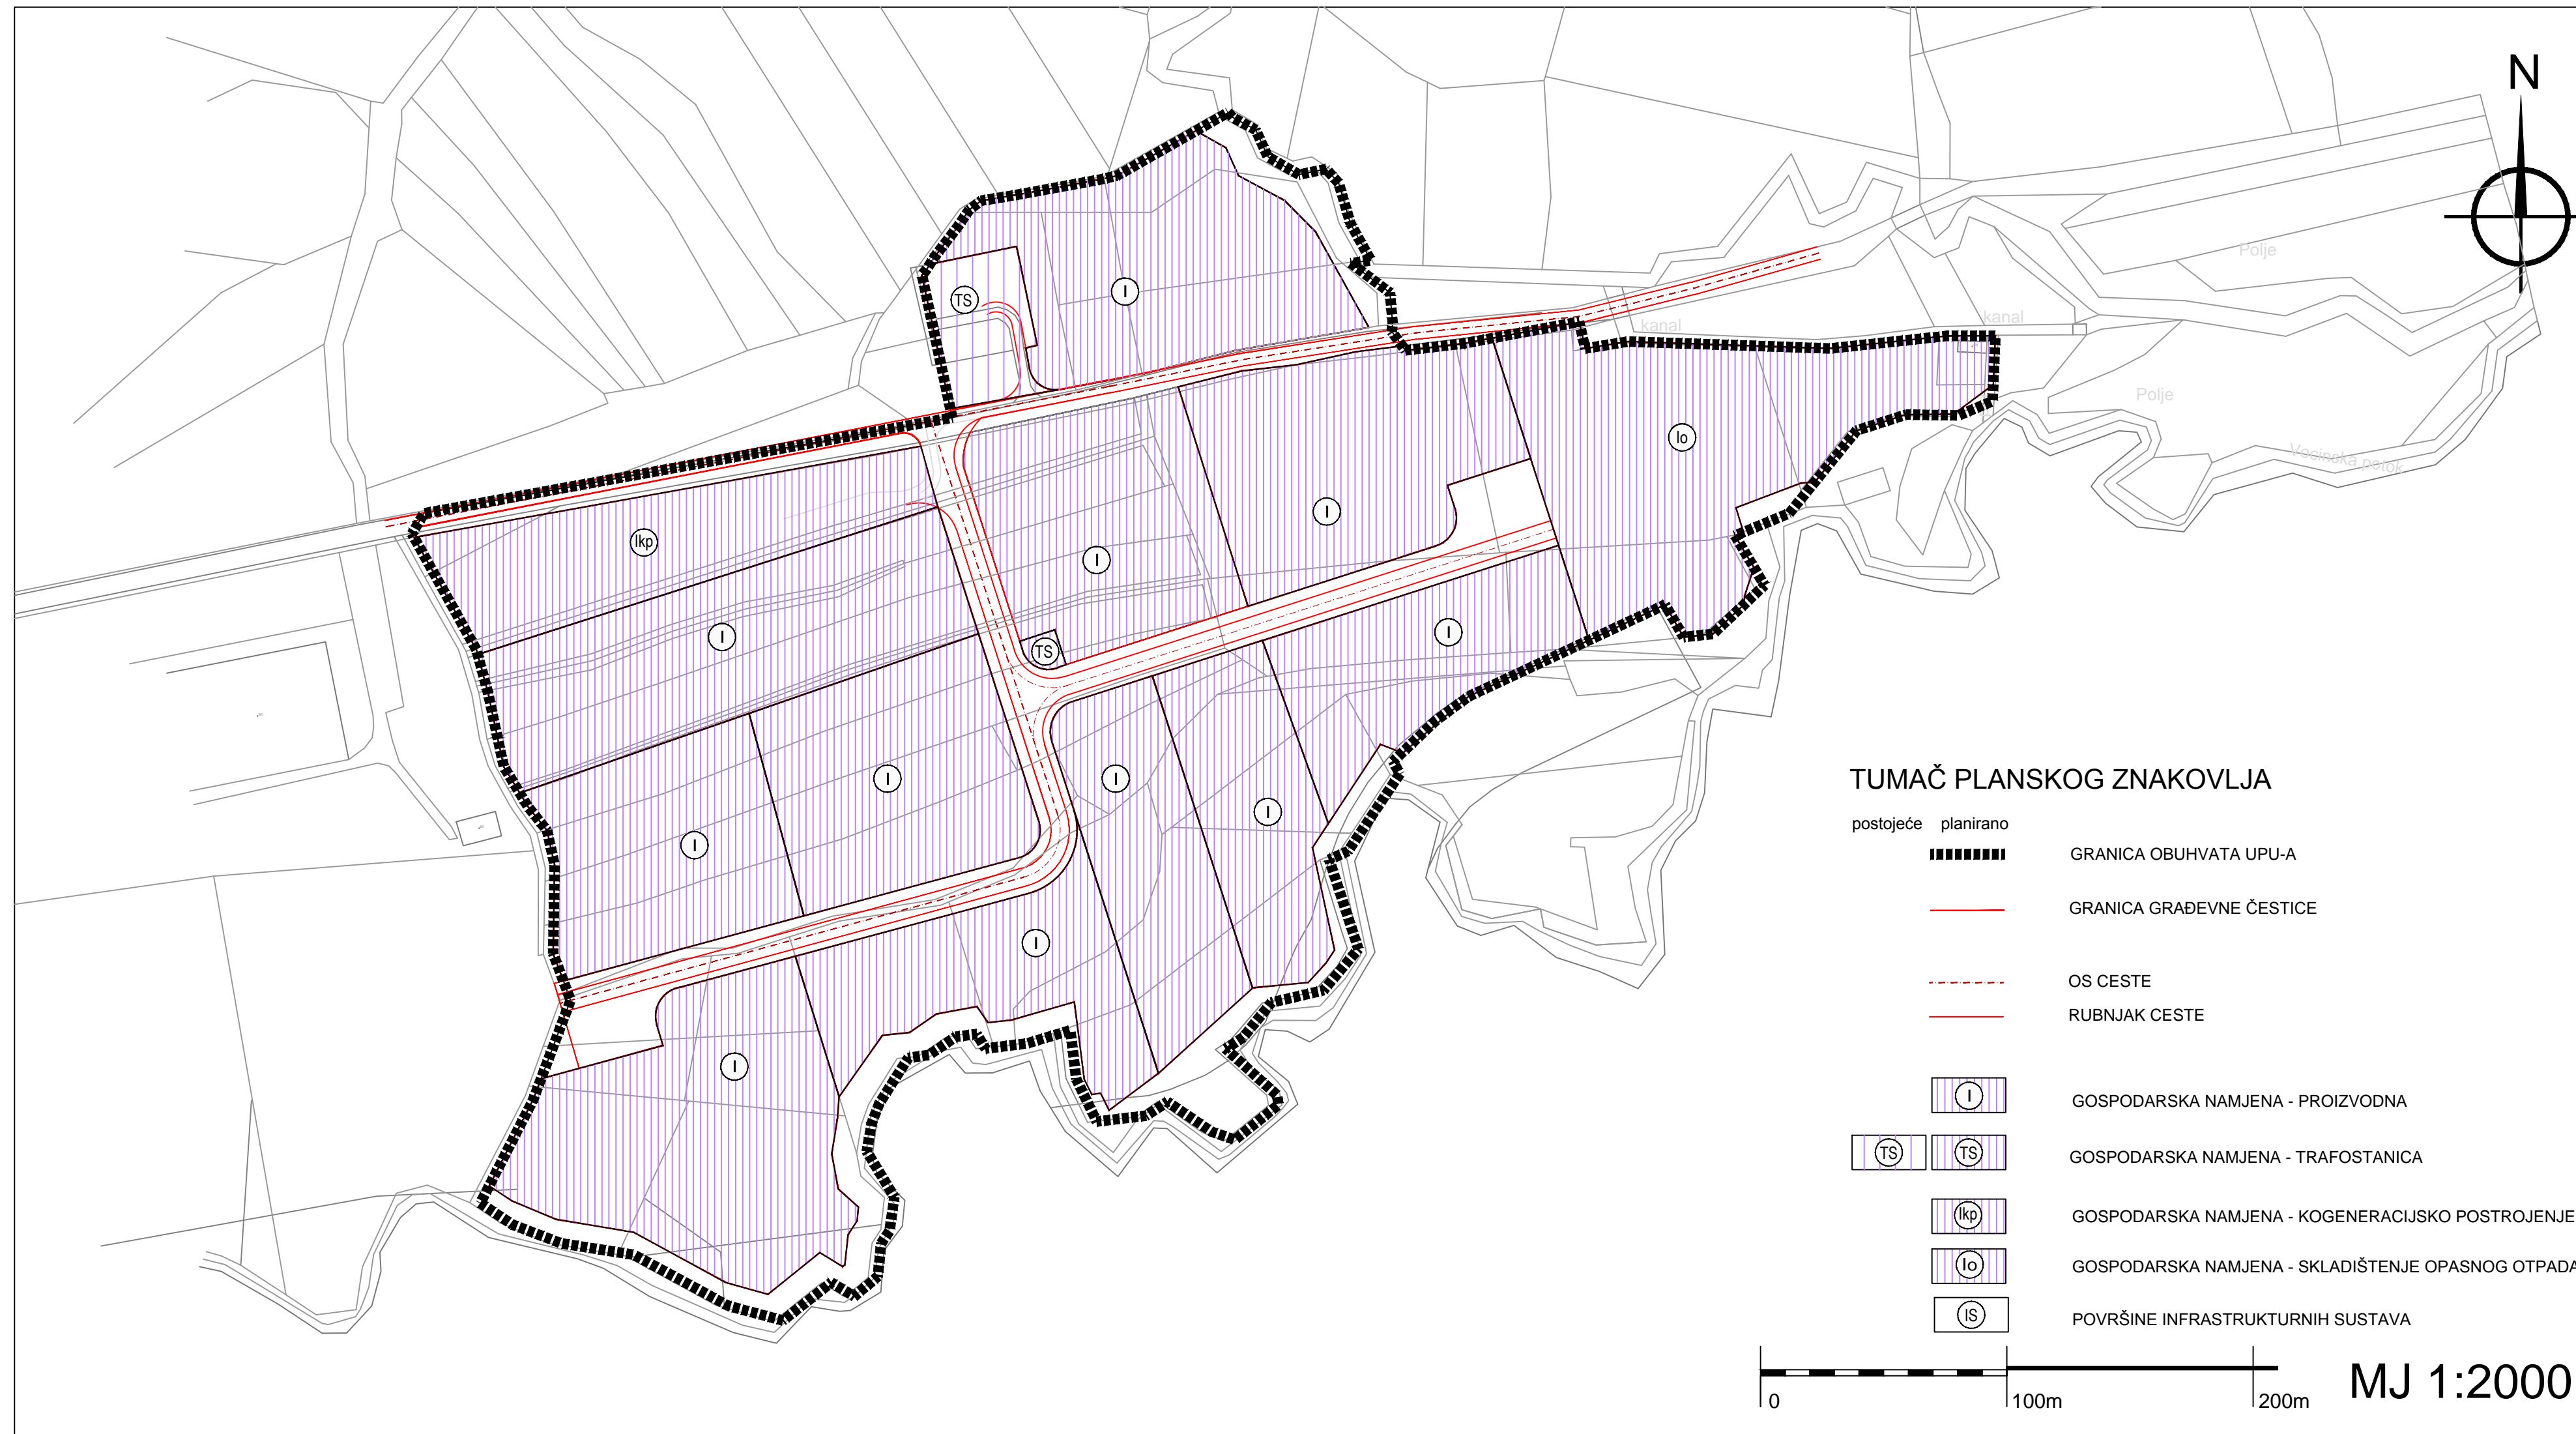 N
Polje
kanal
kanal
Polje
Vocinska potok
TS
I
Io
Ikp
I
I
I
TS
I
I
I
I
I
I
I
TUMAČ PLANSKOG ZNAKOVLJA
postojeće planirano
GRANICA OBUHVATA UPU-A
GRANICA GRAĐEVNE ČESTICE
OS CESTE
RUBNJAK CESTE
I GOSPODARSKA NAMJENA - PROIZVODNA
TS TS GOSPODARSKA NAMJENA - TRAFOSTANICA
Ikp GOSPODARSKA NAMJENA - KOGENERACIJSKO POSTROJENJE
Io GOSPODARSKA NAMJENA - SKLADIŠTENJE OPASNOG OTPADA
IS POVRŠINE INFRASTRUKTURNIH SUSTAVA
0 100m 200m MJ 1:2000